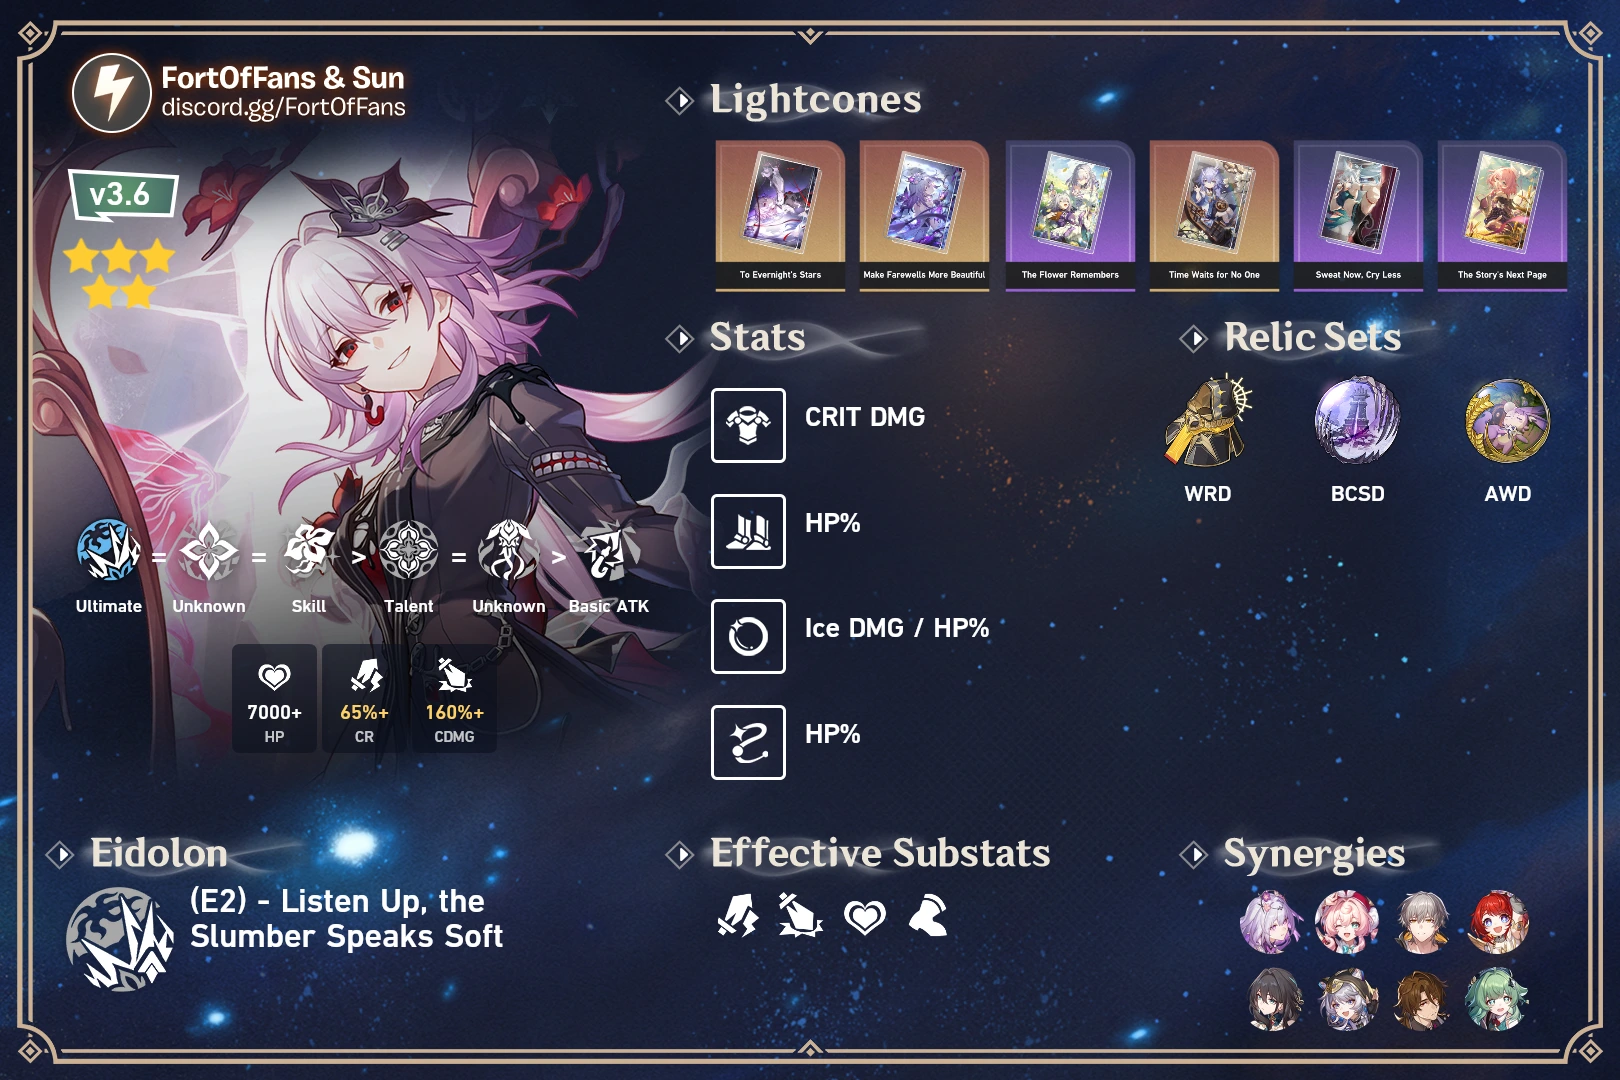 FortOfFans & Sun
discord.gg/FortOfFans
v3.6
Ultimate = Unknown = Skill > Talent = Unknown > Basic ATK
7000+ 65%+ 160%+
HP CR CDMG
Eidolon
(E2) - Listen Up, the
Slumber Speaks Soft
Lightcones
To Evernight's Stars
Make Farewells More Beautiful
The Flower Remembers
Time Waits for No One
Sweat Now, Cry Less
The Story's Next Page
Stats
CRIT DMG
HP%
Ice DMG / HP%
HP%
Relic Sets
WRD
BCSD
AWD
Effective Substats
Synergies